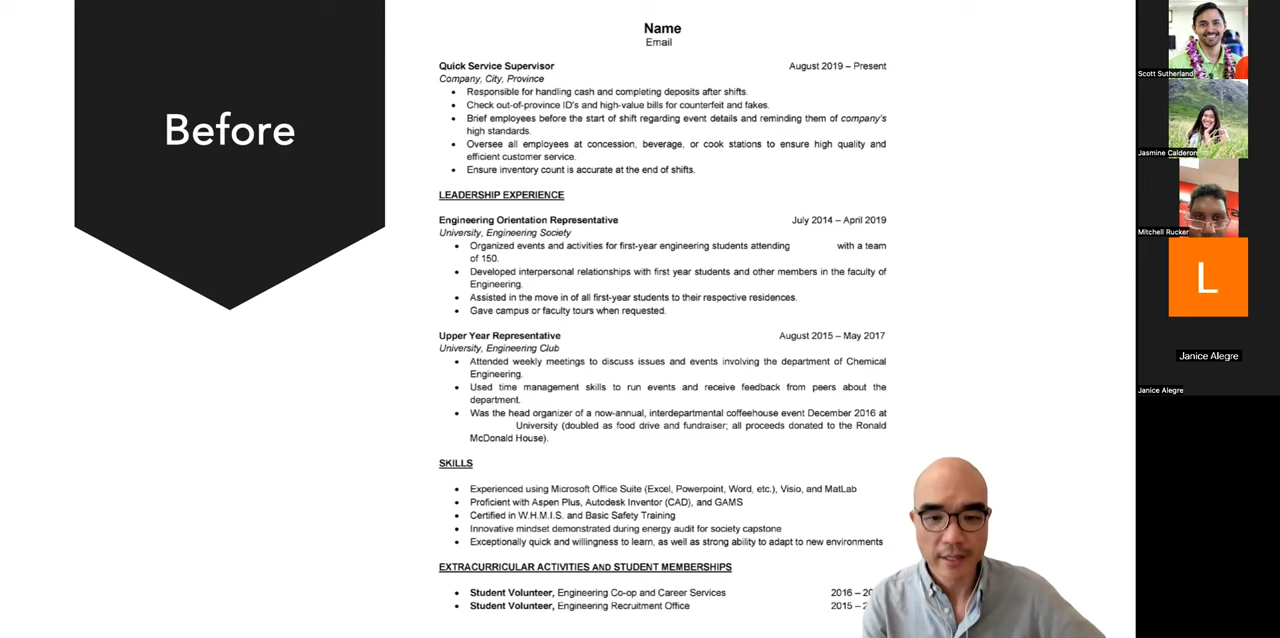 Before
Name
Email
Quick Service Supervisor August 2019 – Present
Company, City, Province
• Responsible for handling cash and completing deposits after shifts.
• Check out-of-province ID's and high-value bills for counterfeit and fakes.
• Brief employees before the start of shift regarding event details and reminding them of company's
high standards.
• Oversee all employees at concession, beverage, or cook stations to ensure high quality and
efficient customer service.
• Ensure inventory count is accurate at the end of shifts.
LEADERSHIP EXPERIENCE
Engineering Orientation Representative July 2014 – April 2019
University, Engineering Society
• Organized events and activities for first-year engineering students attending with a team
of 150.
• Developed interpersonal relationships with first year students and other members in the faculty of
Engineering.
• Assisted in the move in of all first-year students to their respective residences.
• Gave campus or faculty tours when requested.
Upper Year Representative August 2015 – May 2017
University, Engineering Club
• Attended weekly meetings to discuss issues and events involving the department of Chemical
Engineering.
• Used time management skills to run events and receive feedback from peers about the
department.
• Was the head organizer of a now-annual, interdepartmental coffeehouse event December 2016 at
University (doubled as food drive and fundraiser; all proceeds donated to the Ronald
McDonald House).
SKILLS
• Experienced using Microsoft Office Suite (Excel, Powerpoint, Word, etc.), Visio, and MatLab
• Proficient with Aspen Plus, Autodesk Inventor (CAD), and GAMS
• Certified in W.H.M.I.S. and Basic Safety Training
• Innovative mindset demonstrated during energy audit for society capstone
• Exceptionally quick and willingness to learn, as well as strong ability to adapt to new environments
EXTRACURRICULAR ACTIVITIES AND STUDENT MEMBERSHIPS
• Student Volunteer, Engineering Co-op and Career Services 2016 –
• Student Volunteer, Engineering Recruitment Office 2015 –
Scott Sutherland
Jasmine Calderon
Mitchell Rucker
L
Janice Alegre
Janice Alegre